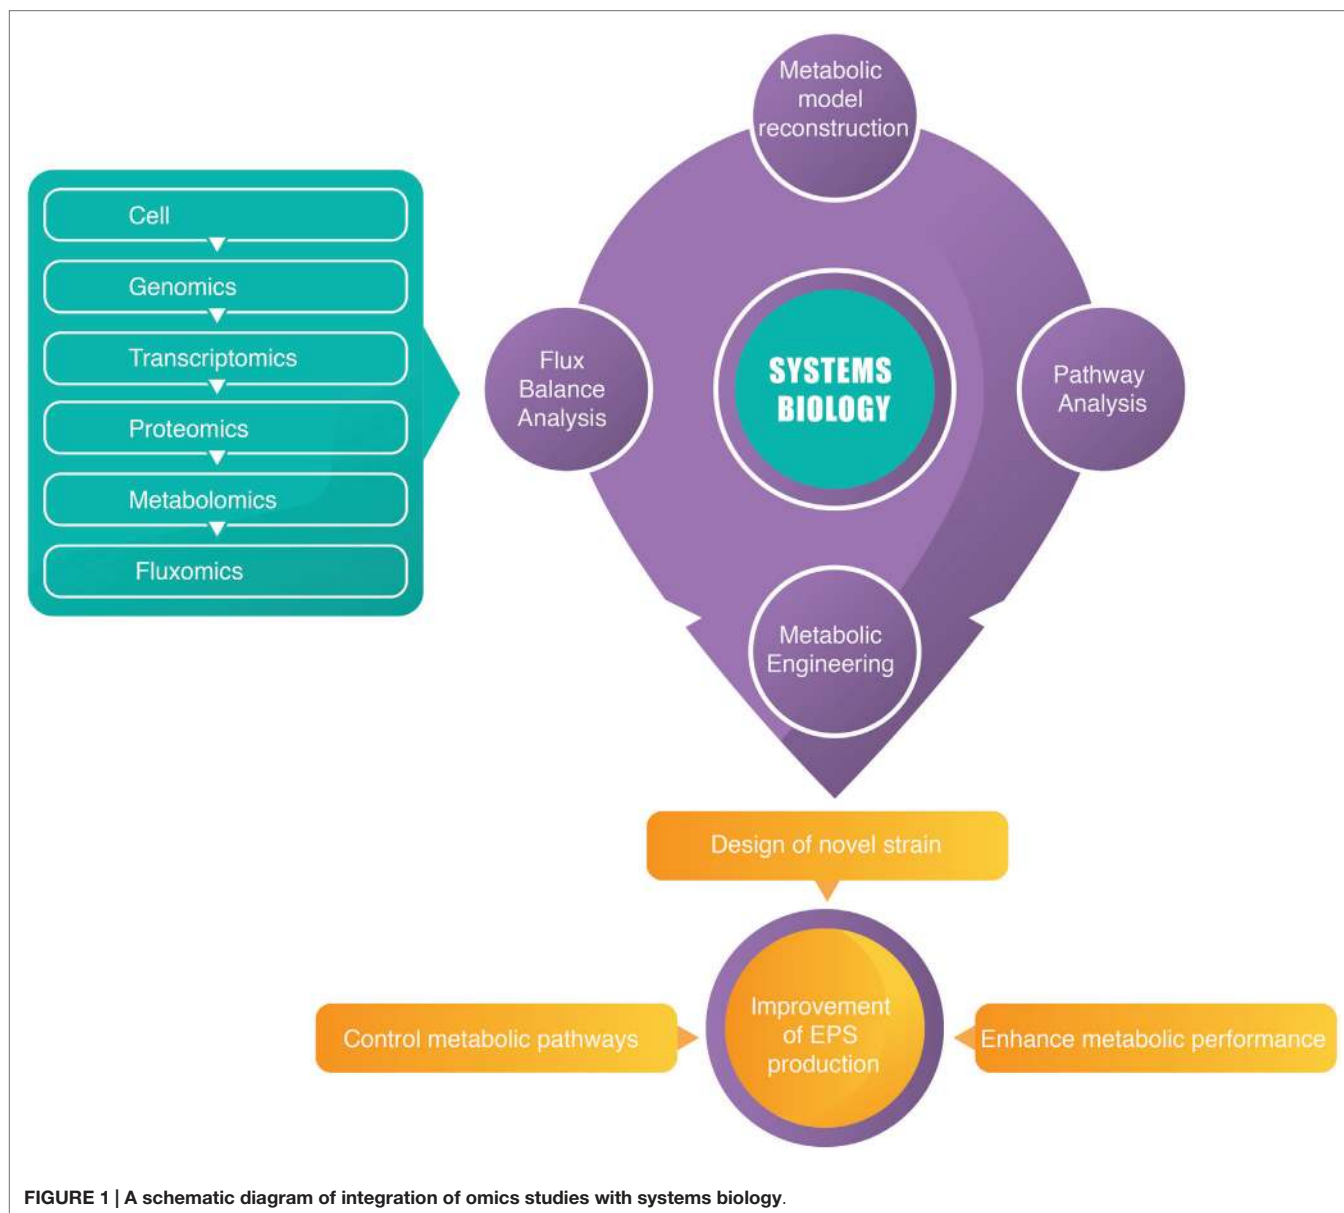 Metabolic
model
reconstruction
Cell
Genomics
Transcriptomics
Proteomics
Metabolomics
Fluxomics
Flux
Balance
Analysis
SYSTEMS
BIOLOGY
Pathway
Analysis
Metabolic
Engineering
Design of novel strain
Control metabolic pathways
Improvement
of EPS
production
Enhance metabolic performance
FIGURE 1 | A schematic diagram of integration of omics studies with systems biology.